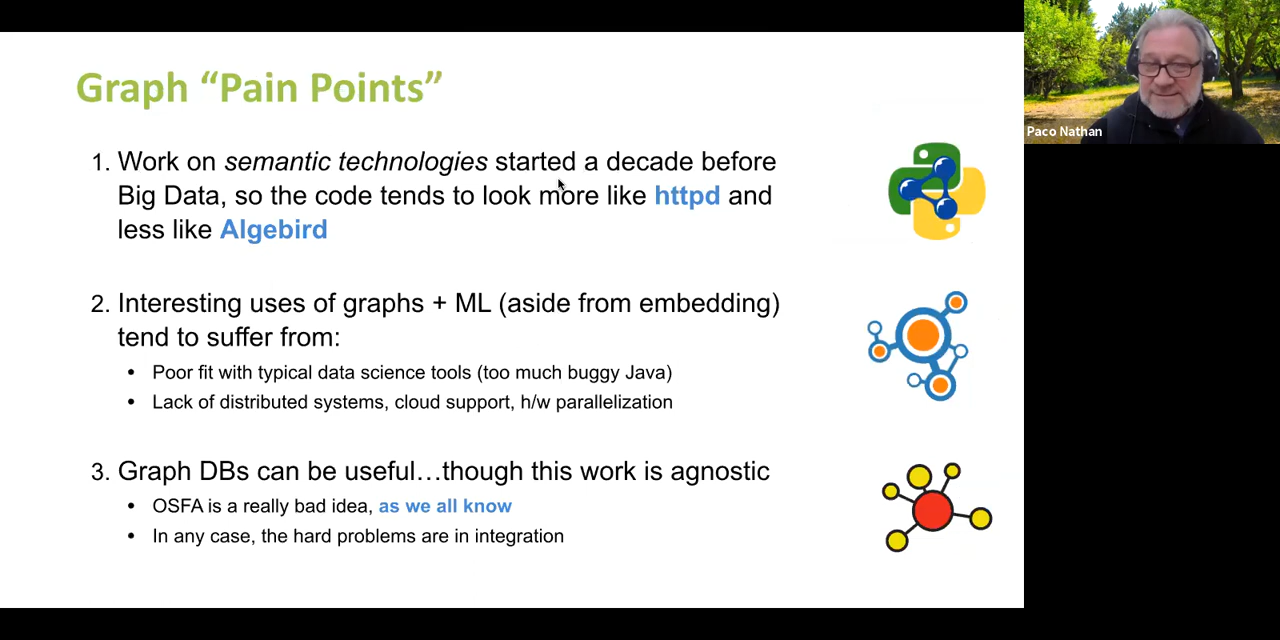 Graph “Pain Points”
1. Work on semantic technologies started a decade before
Big Data, so the code tends to look more like httpd and
less like Algebird
2. Interesting uses of graphs + ML (aside from embedding)
tend to suffer from:
• Poor fit with typical data science tools (too much buggy Java)
• Lack of distributed systems, cloud support, h/w parallelization
3. Graph DBs can be useful…though this work is agnostic
• OSFA is a really bad idea, as we all know
• In any case, the hard problems are in integration
Paco Nathan